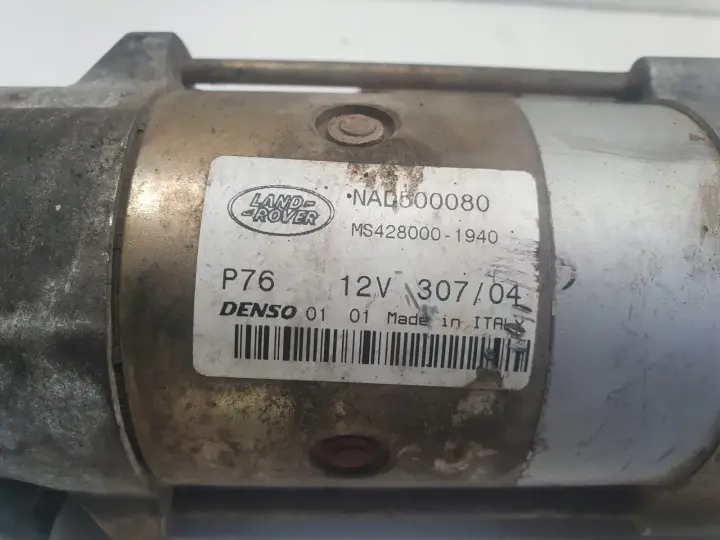 LAND-
-ROVER
NAD500080
MS428000-1940
P76 12V 307/04
DENSO 01 01 Made in ITALY